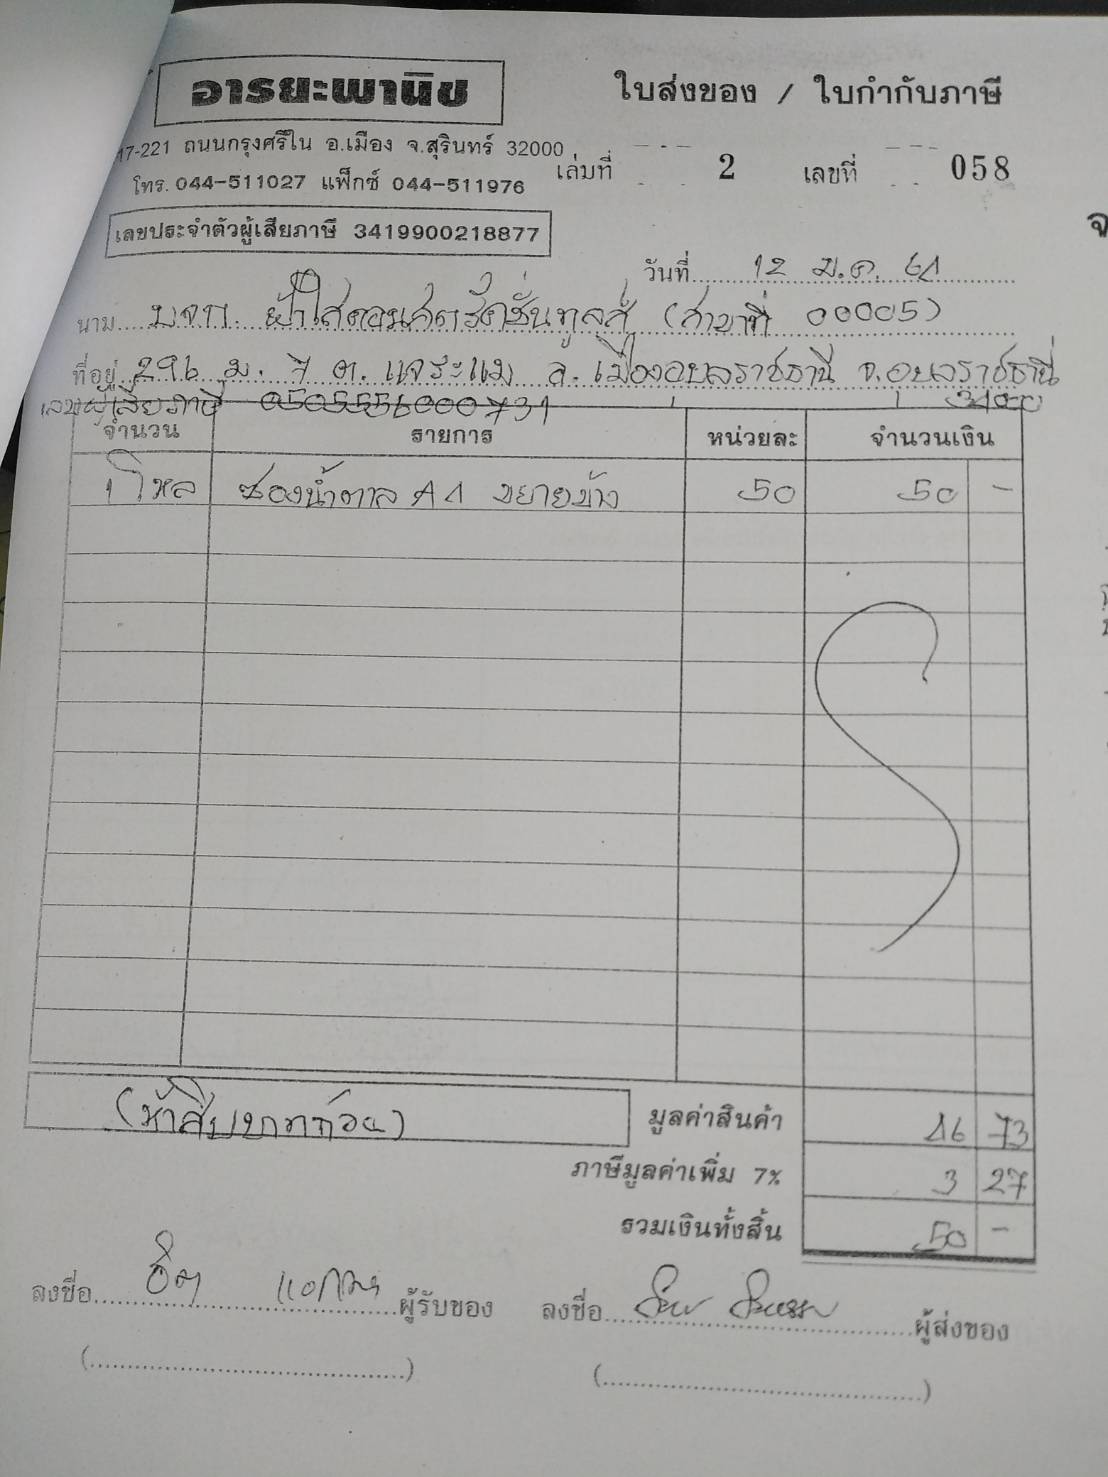 อารยะพานิช
ใบส่งของ / ใบกำกับภาษี
17-221 ถนนกรุงศรีใน อ.เมือง จ.สุรินทร์ 32000
โทร. 044-511027 แฟ็กซ์ 044-511976
เล่มที่ 2 เลขที่ 058
เลขประจำตัวผู้เสียภาษี 3419900218877
จ
วันที่ 12 ม.ค. 61
นาม บจก. ฝ้าใสคอนสตรัคชั่นทูลส์ (สาขาที่ 00005)
ที่อยู่ 296 ม. 7 ต. แจระแม อ. เมืองอุบลราชธานี จ.อุบลราชธานี
เลขผู้เสียภาษี 0505556000731
จำนวน รายการ หน่วยละ จำนวนเงิน
1 โหล ซองน้ำตาล A4 ขยายข้าง 50 50 -
(ห้าสิบบาทถ้วน) มูลค่าสินค้า 46 73
ภาษีมูลค่าเพิ่ม 7% 3 27
รวมเงินทั้งสิ้น 50 -
ลงชื่อ ผู้รับของ ลงชื่อ ผู้ส่งของ
(....................) (....................)